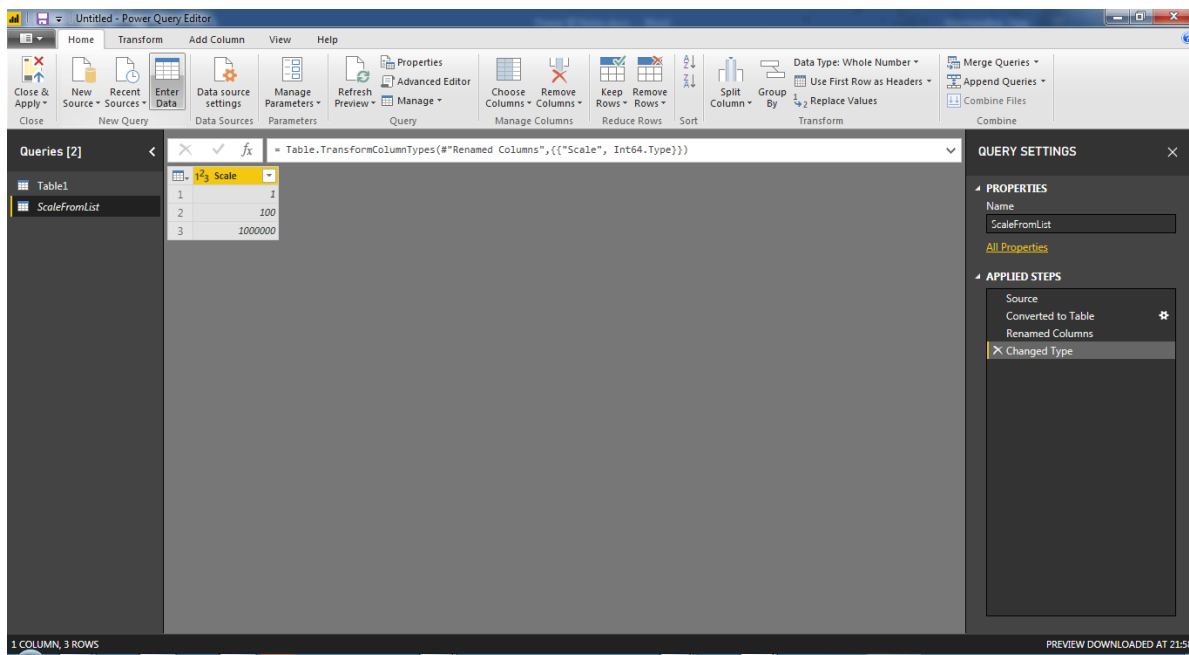 Untitled - Power Query Editor
Home Transform Add Column View Help
Close & Apply
New Source
Recent Sources
Enter Data
Data source settings
Manage Parameters
Refresh Preview
Properties
Advanced Editor
Manage
Choose Columns
Remove Columns
Keep Rows
Remove Rows
Split Column
Group By
Data Type: Whole Number
Use First Row as Headers
Replace Values
Merge Queries
Append Queries
Combine Files
Close New Query Data Sources Parameters Query Manage Columns Reduce Rows Sort Transform Combine
Queries [2]
Table1
ScaleFromList
fx = Table.TransformColumnTypes(#"Renamed Columns",{{"Scale", Int64.Type}})
1²3 Scale
1 1
2 100
3 1000000
QUERY SETTINGS
PROPERTIES
Name
ScaleFromList
All Properties
APPLIED STEPS
Source
Converted to Table
Renamed Columns
Changed Type
1 COLUMN, 3 ROWS
PREVIEW DOWNLOADED AT